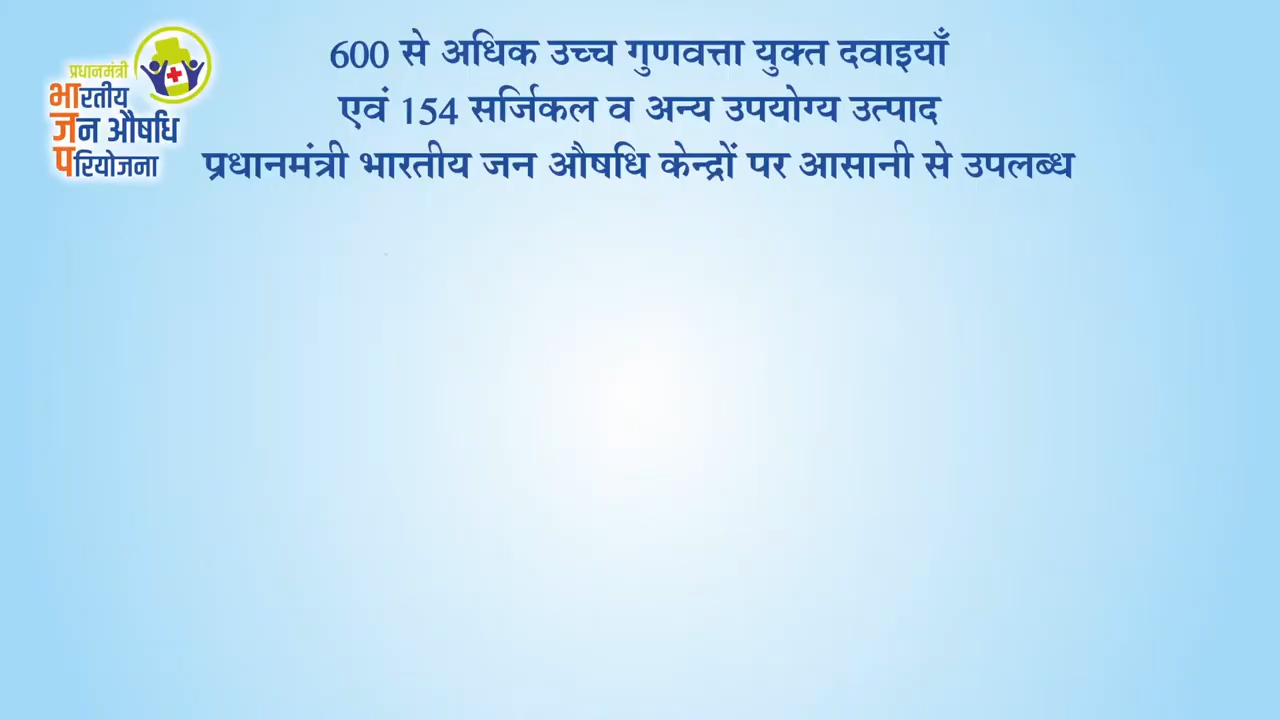 प्रधानमंत्री
भारतीय
जन औषधि
परियोजना
600 से अधिक उच्च गुणवत्ता युक्त दवाइयाँ
एवं 154 सर्जिकल व अन्य उपयोग्य उत्पाद
प्रधानमंत्री भारतीय जन औषधि केन्द्रों पर आसानी से उपलब्ध